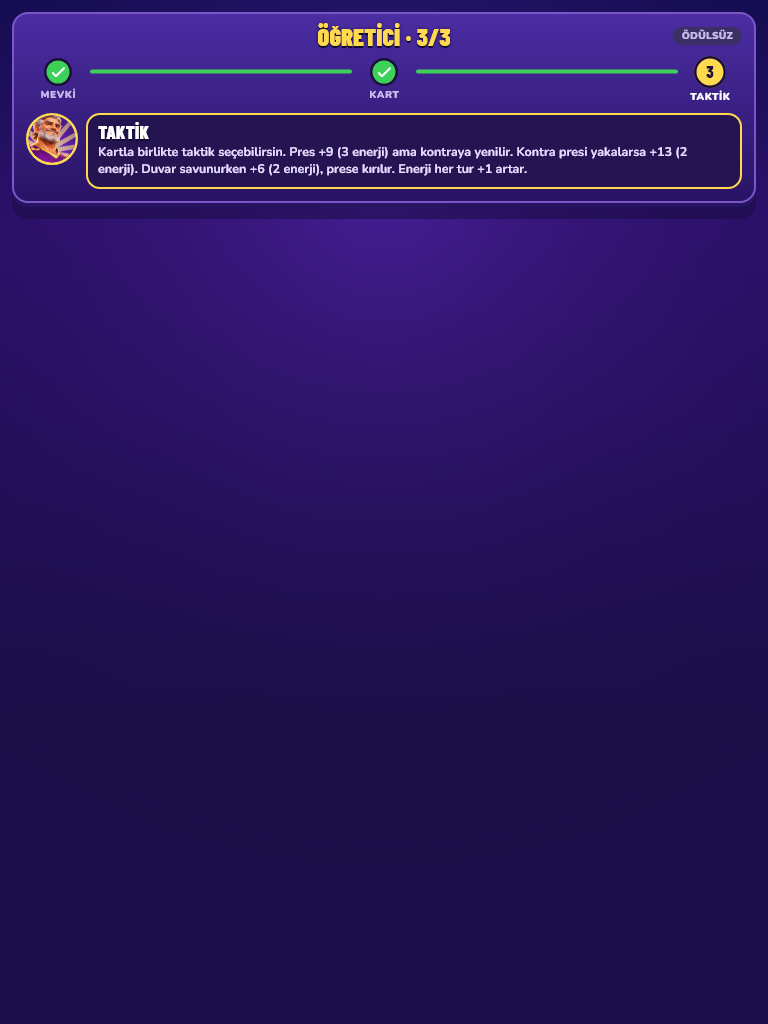 ÖĞRETİCİ · 3/3
ÖDÜLSÜZ
3
MEVKİ
KART
TAKTİK
TAKTİK
Kartla birlikte taktik seçebilirsin. Pres +9 (3 enerji) ama kontraya yenilir. Kontra presi yakalarsa +13 (2
enerji). Duvar savunurken +6 (2 enerji), prese kırılır. Enerji her tur +1 artar.